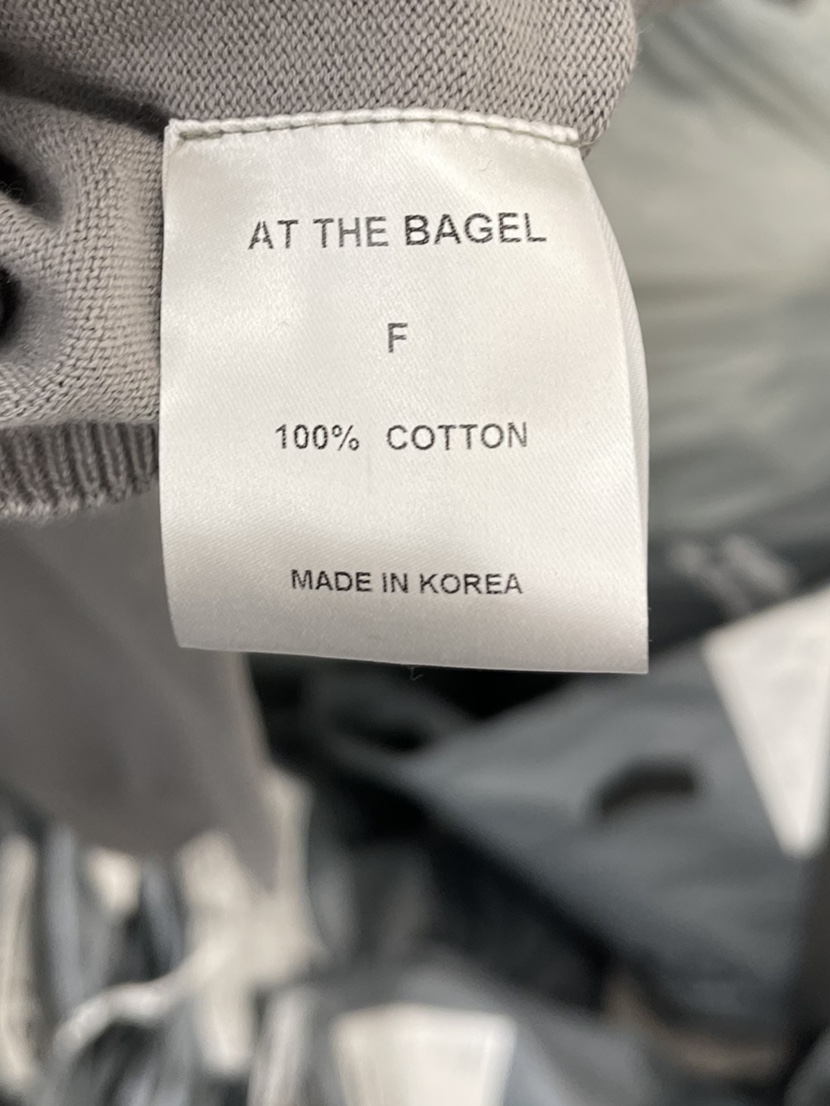 AT THE BAGEL
F
100% COTTON
MADE IN KOREA